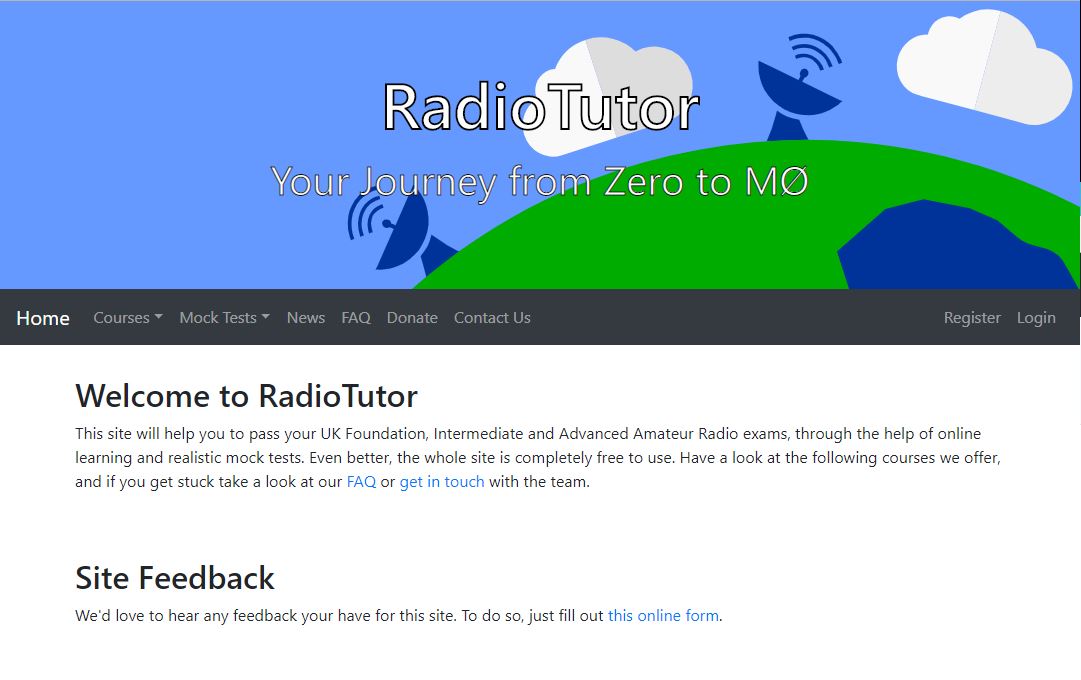 RadioTutor
Your Journey from Zero to MØ
Home Courses Mock Tests News FAQ Donate Contact Us Register Login
Welcome to RadioTutor
This site will help you to pass your UK Foundation, Intermediate and Advanced Amateur Radio exams, through the help of online
learning and realistic mock tests. Even better, the whole site is completely free to use. Have a look at the following courses we offer,
and if you get stuck take a look at our FAQ or get in touch with the team.
Site Feedback
We'd love to hear any feedback your have for this site. To do so, just fill out this online form.